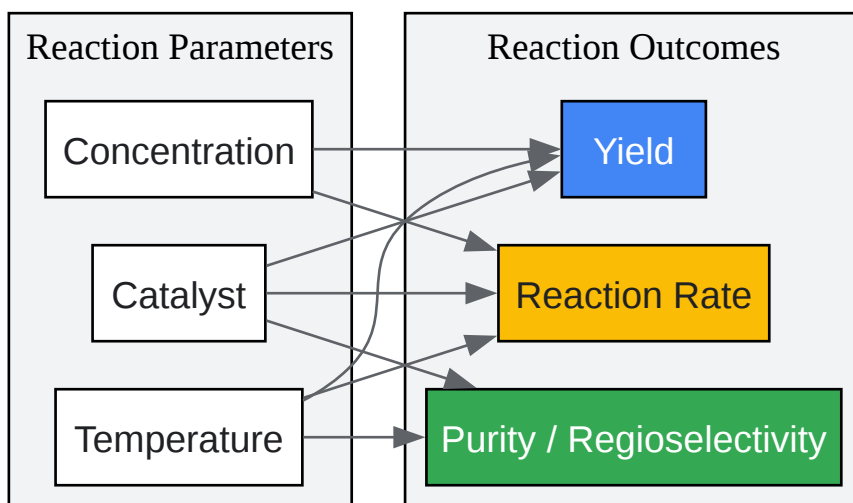 Reaction Parameters
Concentration
Catalyst
Temperature
Reaction Outcomes
Yield
Reaction Rate
Purity / Regioselectivity